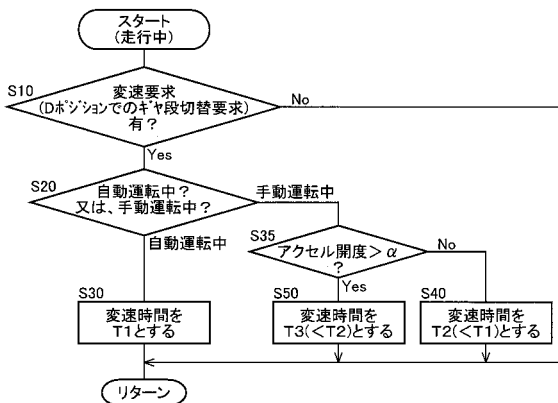 スタート
(走行中)
S10
変速要求
(Dポジションでのギヤ段切替要求)
有?
No
Yes
S20
自動運転中?
又は、手動運転中?
手動運転中
自動運転中
S35
アクセル開度>α
?
No
Yes
S30
変速時間を
T1とする
S50
変速時間を
T3(<T2)とする
S40
変速時間を
T2(<T1)とする
リターン